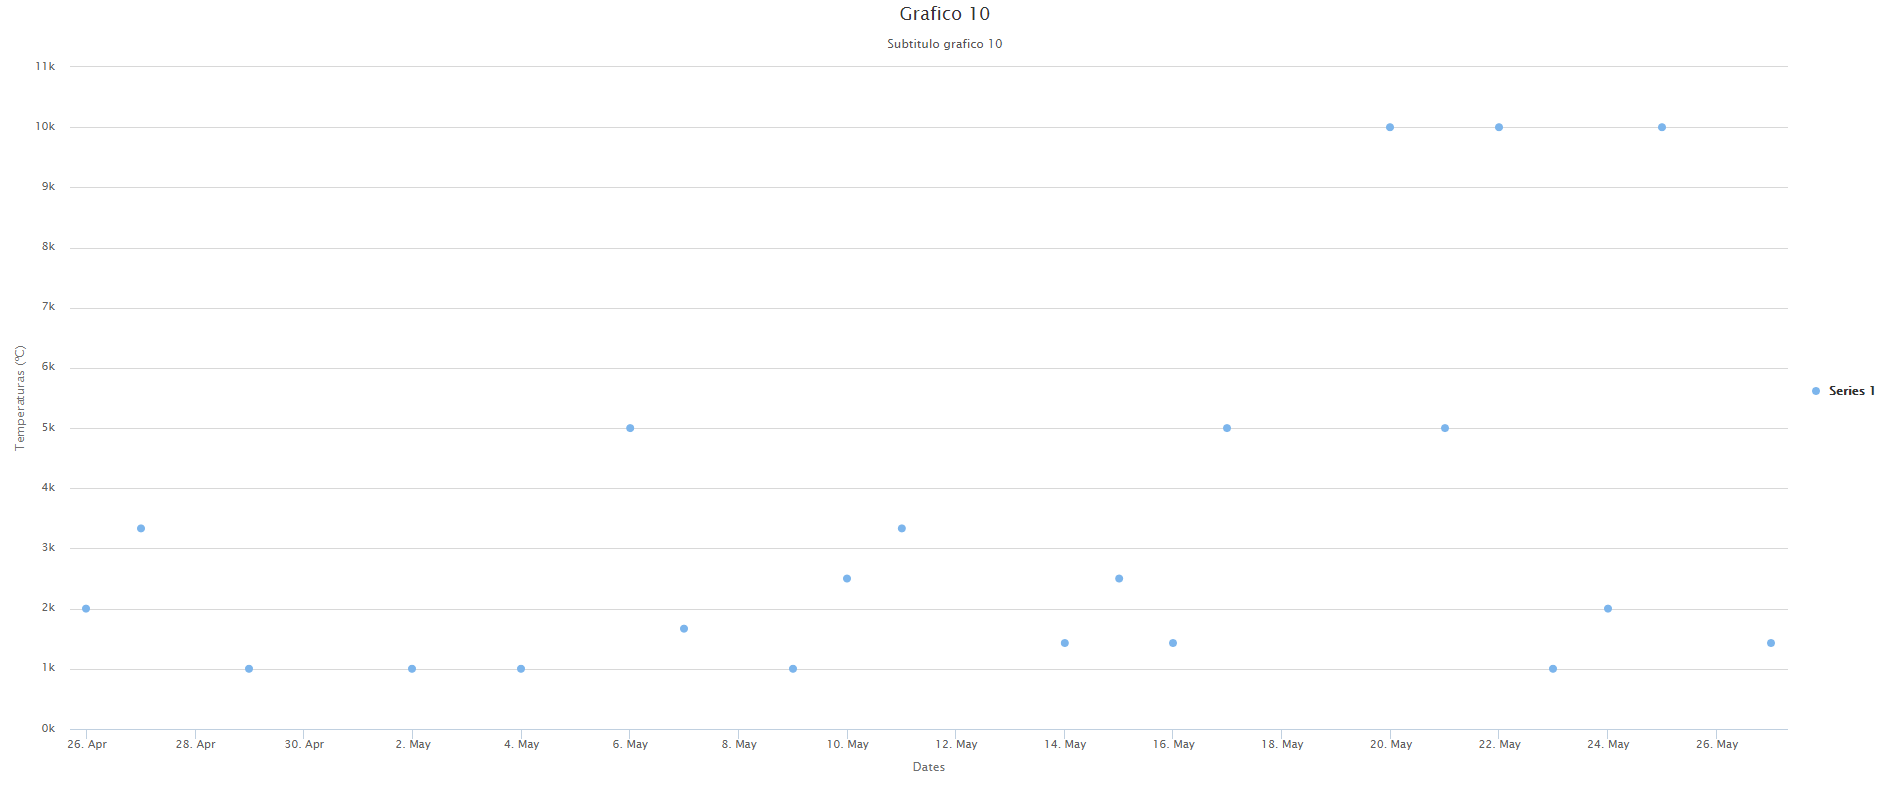 Grafico 10
Subtitulo grafico 10
11k
10k
9k
8k
7k
6k
5k
4k
3k
2k
1k
0k
Temperaturas (ºC)
Series 1
26. Apr 28. Apr 30. Apr 2. May 4. May 6. May 8. May 10. May 12. May 14. May 16. May 18. May 20. May 22. May 24. May 26. May
Dates